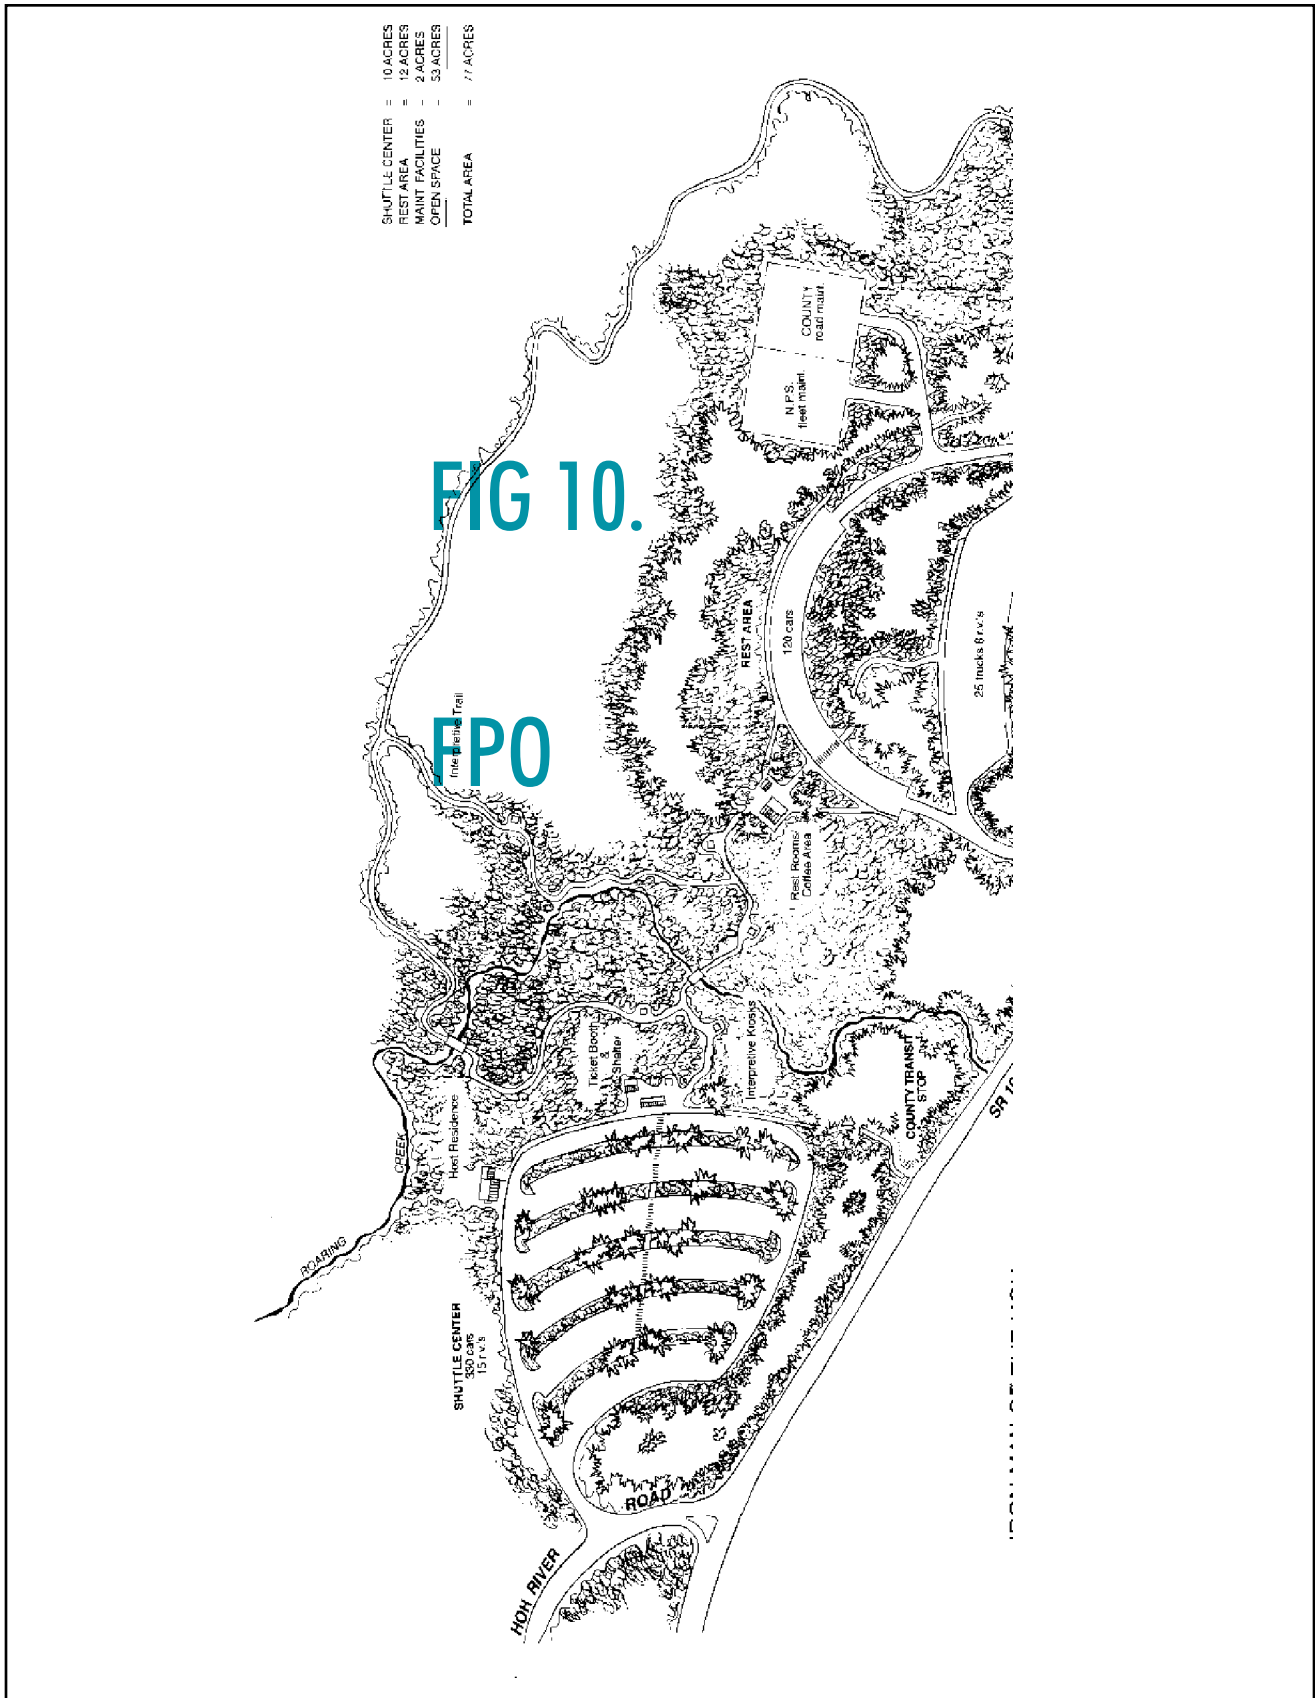 SHUTTLE CENTER = 10 ACRES
REST AREA = 12 ACRES
MAINT FACILITIES - 2 ACRES
OPEN SPACE - 53 ACRES
TOTAL AREA = 77 ACRES
FIG 10.
FPO
COUNTY
road maint.
N.P.S.
fleet maint.
REST AREA
120 cars
25 trucks & r.v.'s
Interpretive Trail
Rest Rooms/
Coffee Area
Ticket Booth
&
Shelter
Interpretive Kiosks
COUNTY TRANSIT
STOP
SR 10
Host Residence
ROARING
CREEK
SHUTTLE CENTER
330 cars
15 r.v.'s
HOH RIVER
ROAD